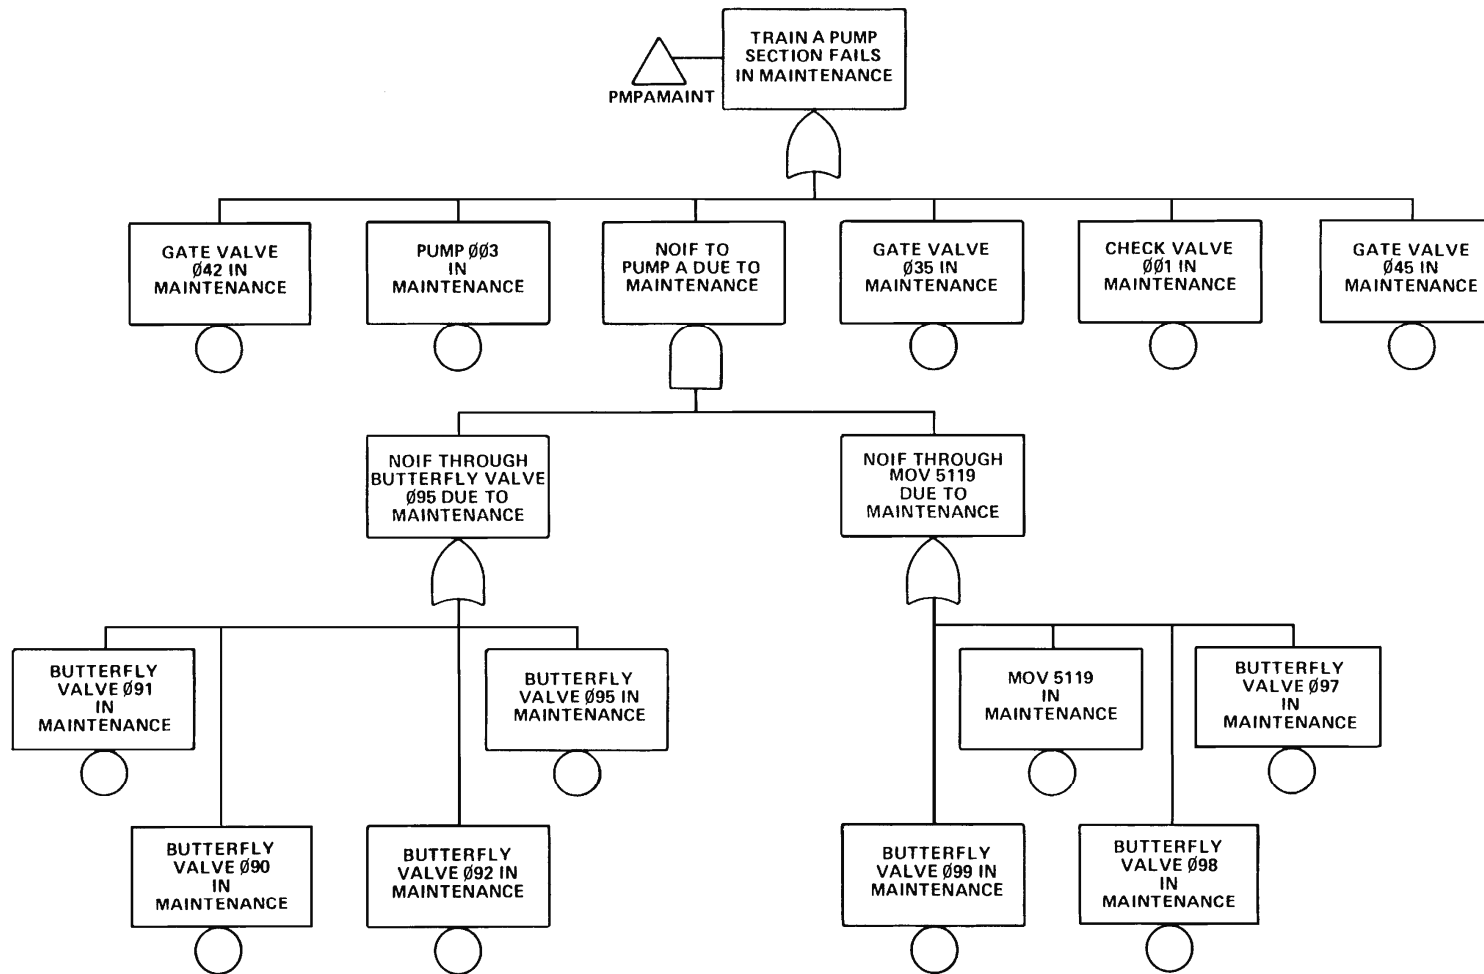 TRAIN A PUMP
SECTION FAILS
IN MAINTENANCE
PMPAMAINT
GATE VALVE
Ø42 IN
MAINTENANCE
PUMP ØØ3
IN
MAINTENANCE
NOIF TO
PUMP A DUE TO
MAINTENANCE
GATE VALVE
Ø35 IN
MAINTENANCE
CHECK VALVE
ØØ1 IN
MAINTENANCE
GATE VALVE
Ø45 IN
MAINTENANCE
NOIF THROUGH
BUTTERFLY VALVE
Ø95 DUE TO
MAINTENANCE
NOIF THROUGH
MOV 5119
DUE TO
MAINTENANCE
BUTTERFLY
VALVE Ø91
IN
MAINTENANCE
BUTTERFLY
VALVE Ø95 IN
MAINTENANCE
MOV 5119
IN
MAINTENANCE
BUTTERFLY
VALVE Ø97
IN
MAINTENANCE
BUTTERFLY
VALVE Ø90
IN
MAINTENANCE
BUTTERFLY
VALVE Ø92 IN
MAINTENANCE
BUTTERFLY
VALVE Ø99 IN
MAINTENANCE
BUTTERFLY
VALVE Ø98
IN
MAINTENANCE